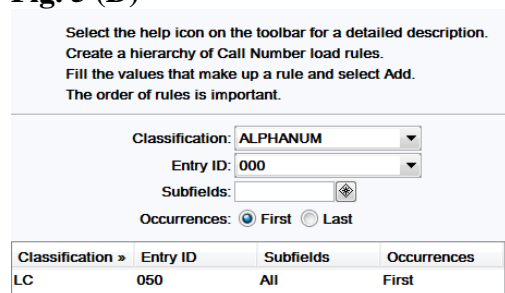 Fig. 3 (B)
Select the help icon on the toolbar for a detailed description.
Create a hierarchy of Call Number load rules.
Fill the values that make up a rule and select Add.
The order of rules is important.
Classification: ALPHANUM
Entry ID: 000
Subfields:
Occurrences: First Last
Classification » Entry ID Subfields Occurrences
LC 050 All First